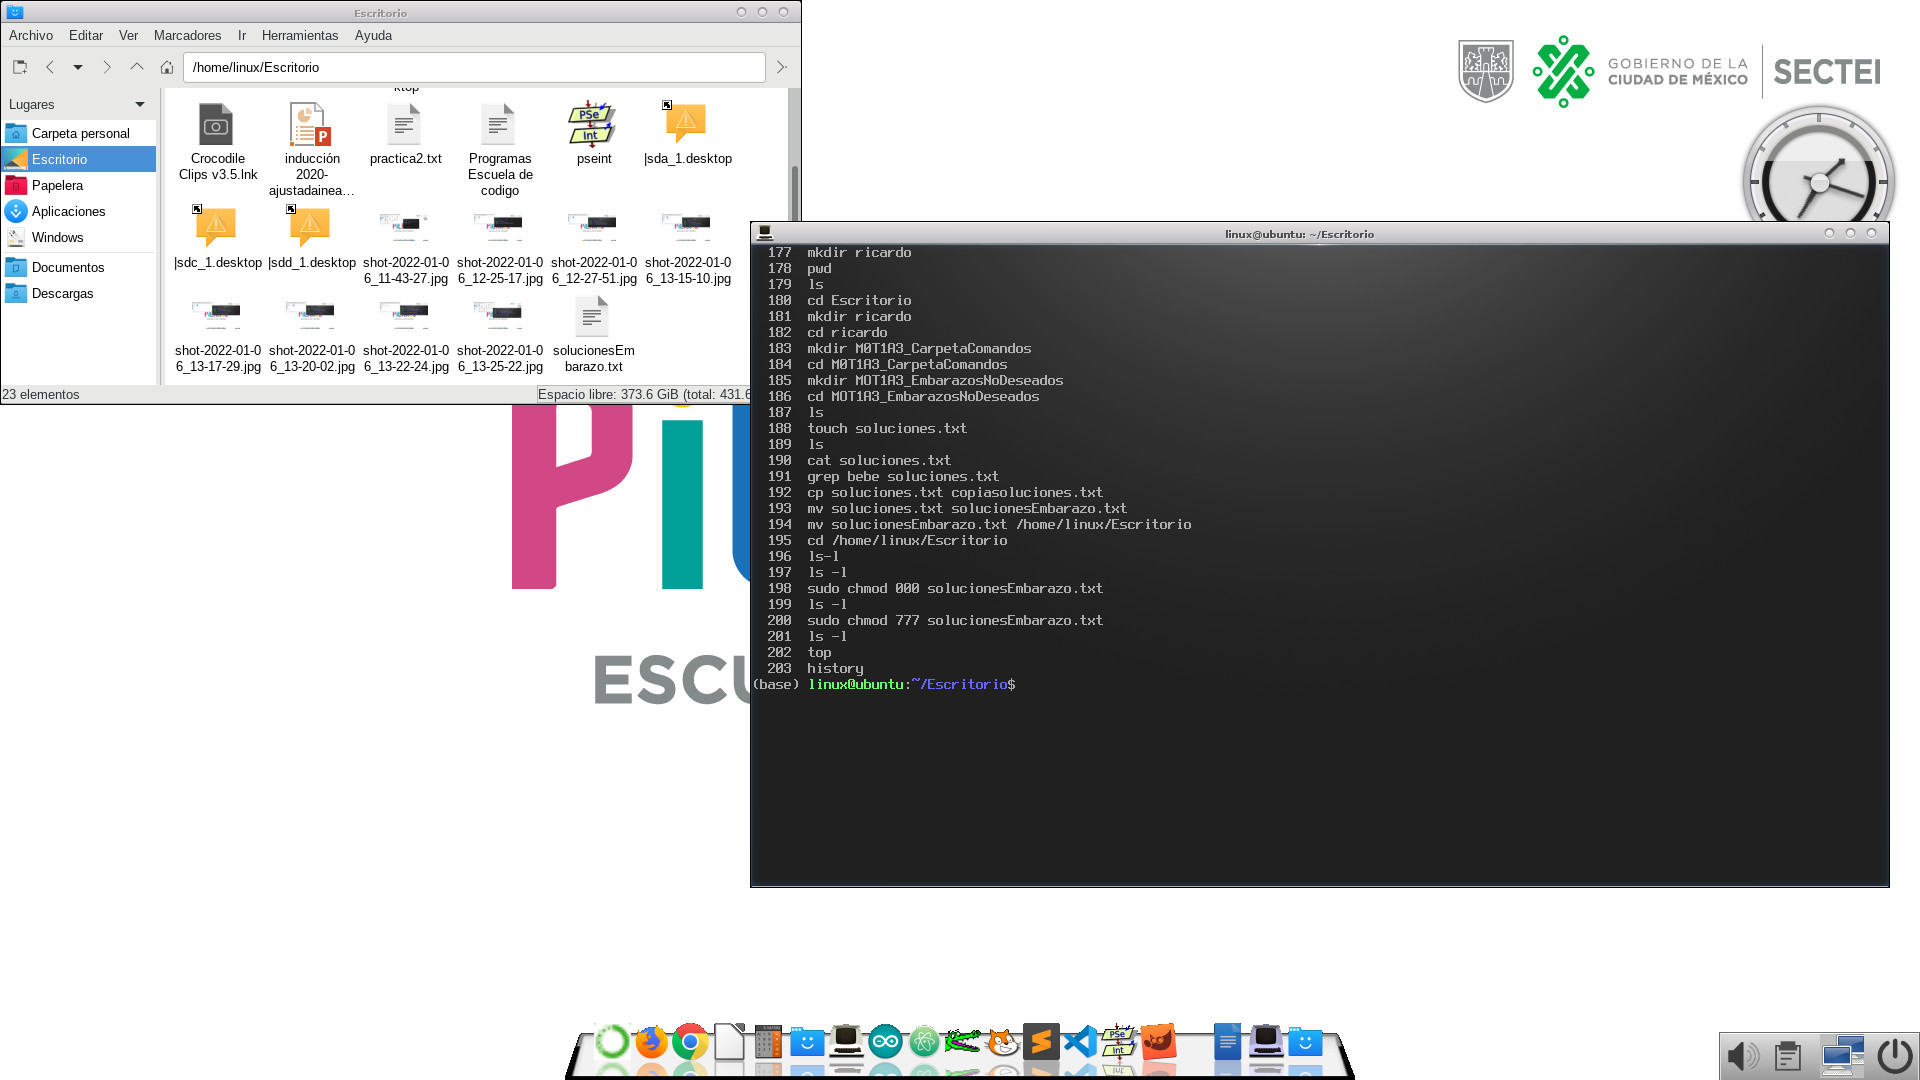 Escritorio
Archivo Editar Ver Marcadores Ir Herramientas Ayuda
/home/linux/Escritorio
Lugares
Carpeta personal
Escritorio
Papelera
Aplicaciones
Windows
Documentos
Descargas
Crocodile Clips v3.5.lnk
inducción 2020-ajustadainea…
practica2.txt
Programas Escuela de codigo
pseint
|sda_1.desktop
|sdc_1.desktop
|sdd_1.desktop
shot-2022-01-06_11-43-27.jpg
shot-2022-01-06_12-25-17.jpg
shot-2022-01-06_12-27-51.jpg
shot-2022-01-06_13-15-10.jpg
shot-2022-01-06_13-17-29.jpg
shot-2022-01-06_13-20-02.jpg
shot-2022-01-06_13-22-24.jpg
shot-2022-01-06_13-25-22.jpg
solucionesEmbarazo.txt
23 elementos
Espacio libre: 373.6 GiB (total: 431.6
GOBIERNO DE LA
CIUDAD DE MÉXICO
SECTEI
linux@ubuntu: ~/Escritorio
177 mkdir ricardo
178 pwd
179 ls
180 cd Escritorio
181 mkdir ricardo
182 cd ricardo
183 mkdir M0T1A3_CarpetaComandos
184 cd M0T1A3_CarpetaComandos
185 mkdir MOT1A3_EmbarazosNoDeseados
186 cd MOT1A3_EmbarazosNoDeseados
187 ls
188 touch soluciones.txt
189 ls
190 cat soluciones.txt
191 grep bebe soluciones.txt
192 cp soluciones.txt copiasoluciones.txt
193 mv soluciones.txt solucionesEmbarazo.txt
194 mv solucionesEmbarazo.txt /home/linux/Escritorio
195 cd /home/linux/Escritorio
196 ls-l
197 ls -l
198 sudo chmod 000 solucionesEmbarazo.txt
199 ls -l
200 sudo chmod 777 solucionesEmbarazo.txt
201 ls -l
202 top
203 history
(base) linux@ubuntu:~/Escritorio$
ESCU
PSe
Int